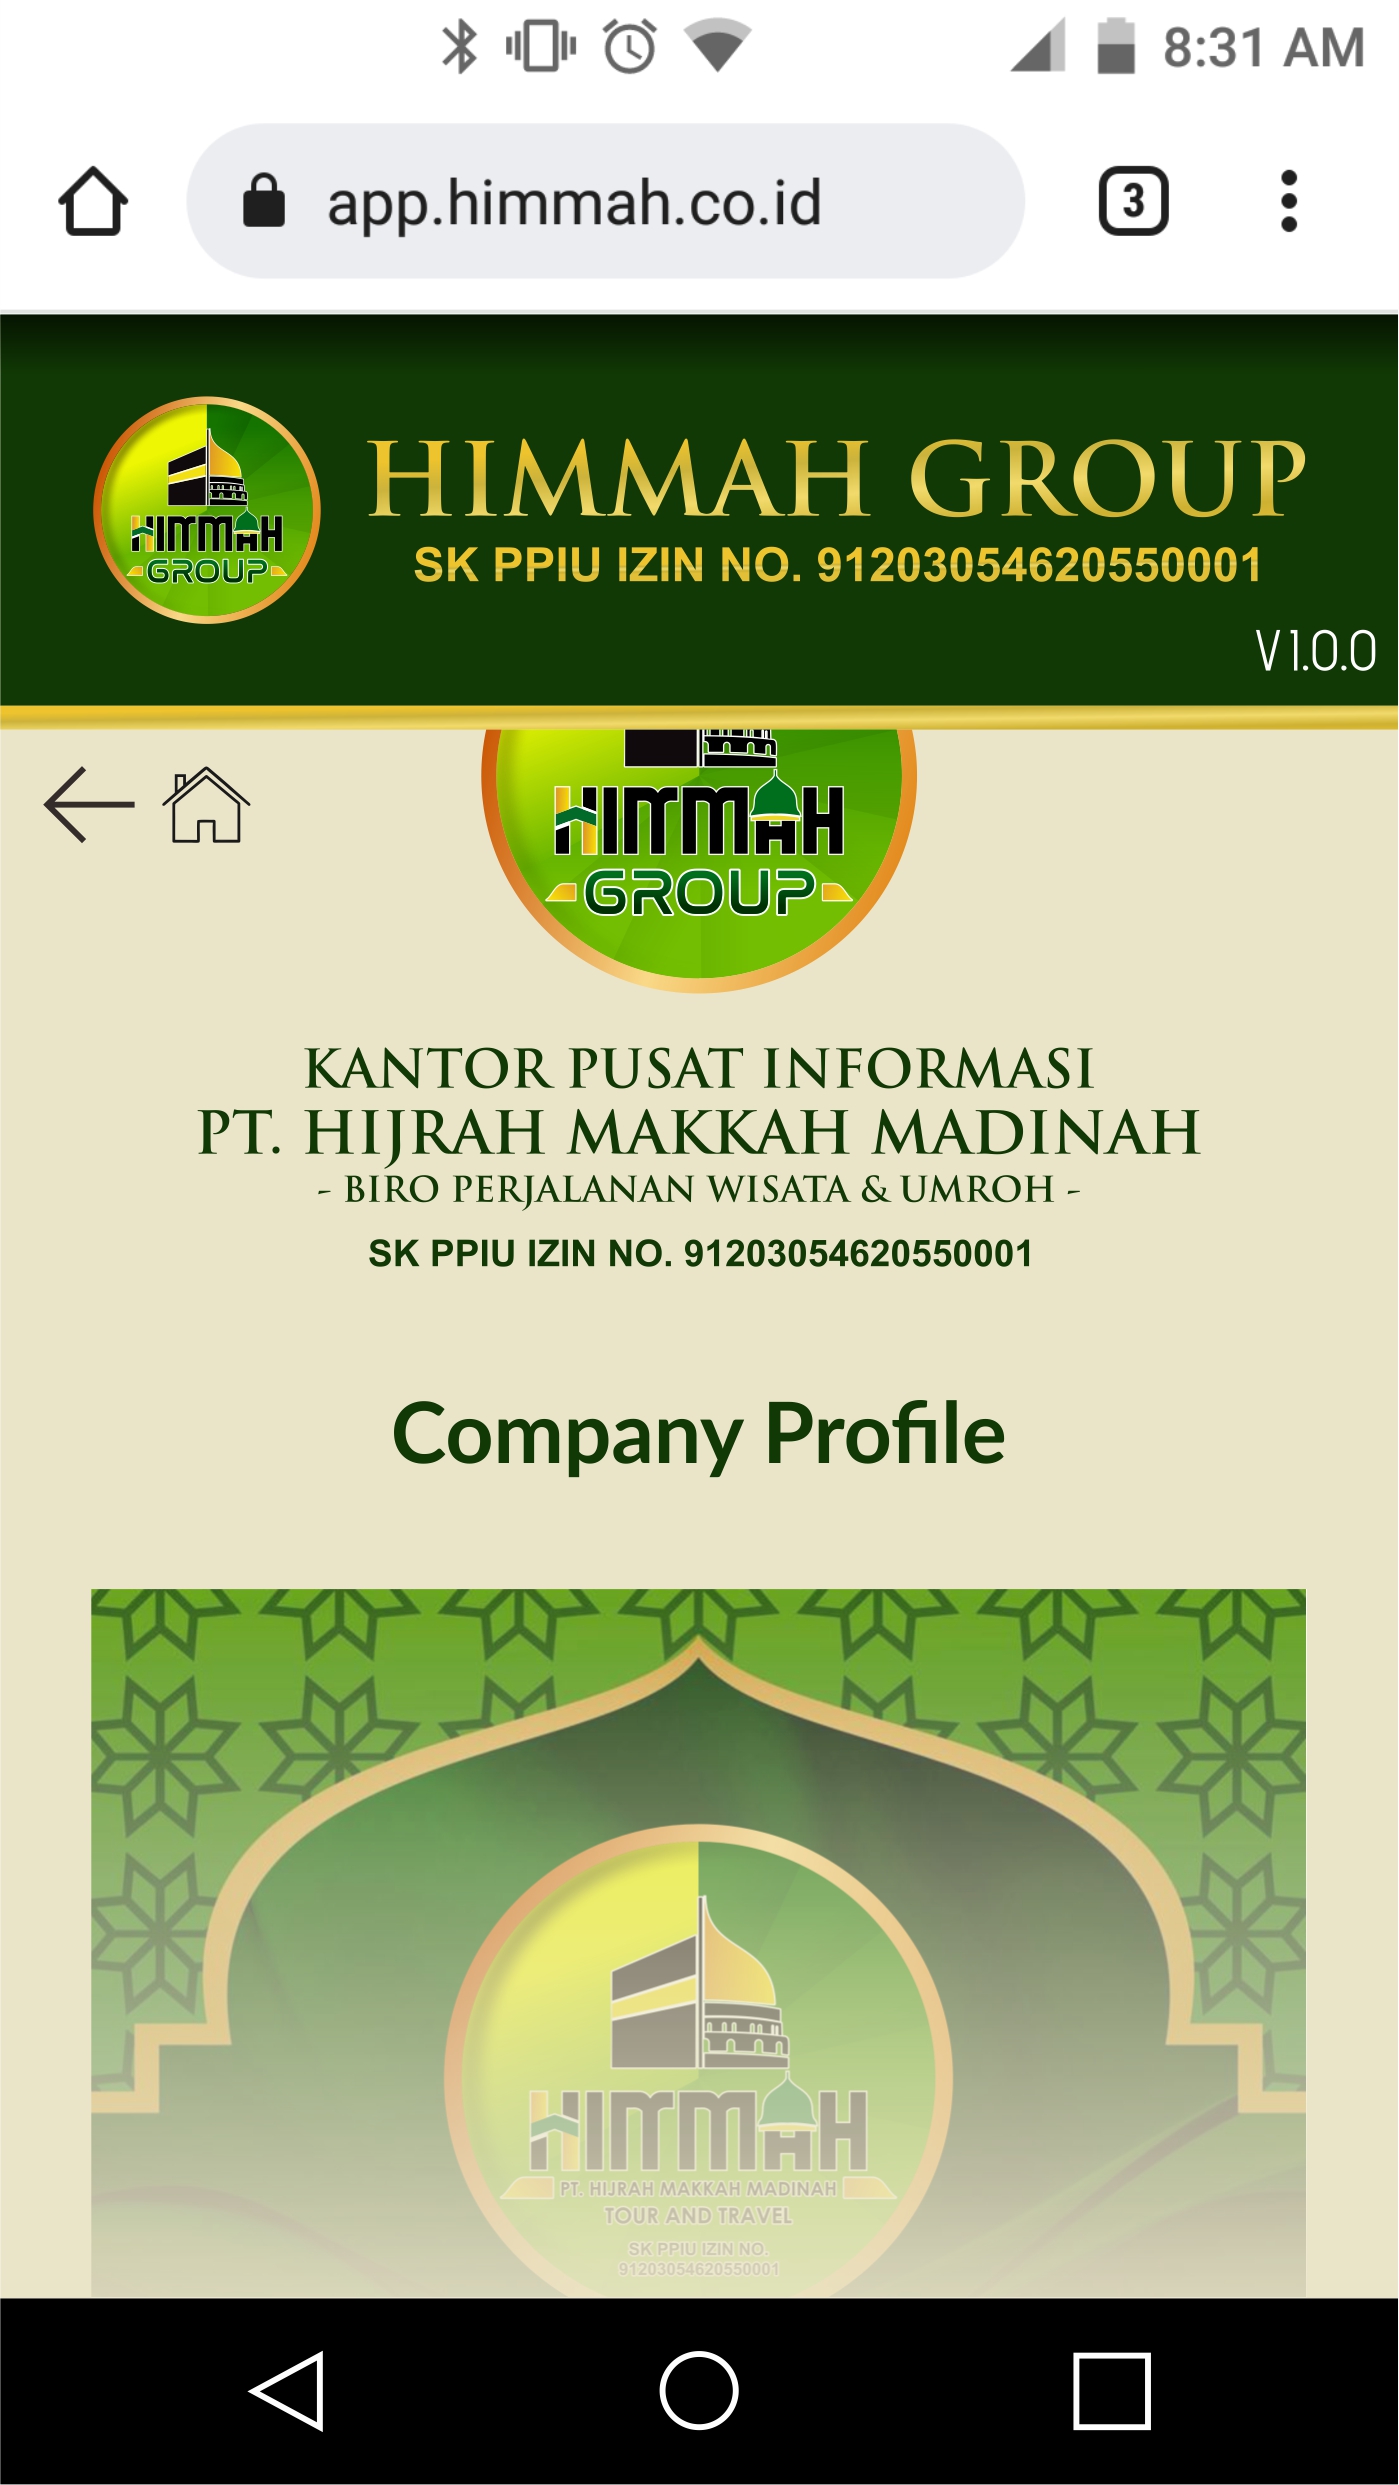 8:31 AM
app.himmah.co.id
3
HIMMAH
GROUP
HIMMAH GROUP
SK PPIU IZIN NO. 91203054620550001
V1.0.0
HIMMAH
GROUP
KANTOR PUSAT INFORMASI
PT. HIJRAH MAKKAH MADINAH
- BIRO PERJALANAN WISATA & UMROH -
SK PPIU IZIN NO. 91203054620550001
Company Profile
HIMMAH
PT. HIJRAH MAKKAH MADINAH
TOUR AND TRAVEL
SK PPIU IZIN NO.
91203054620550001